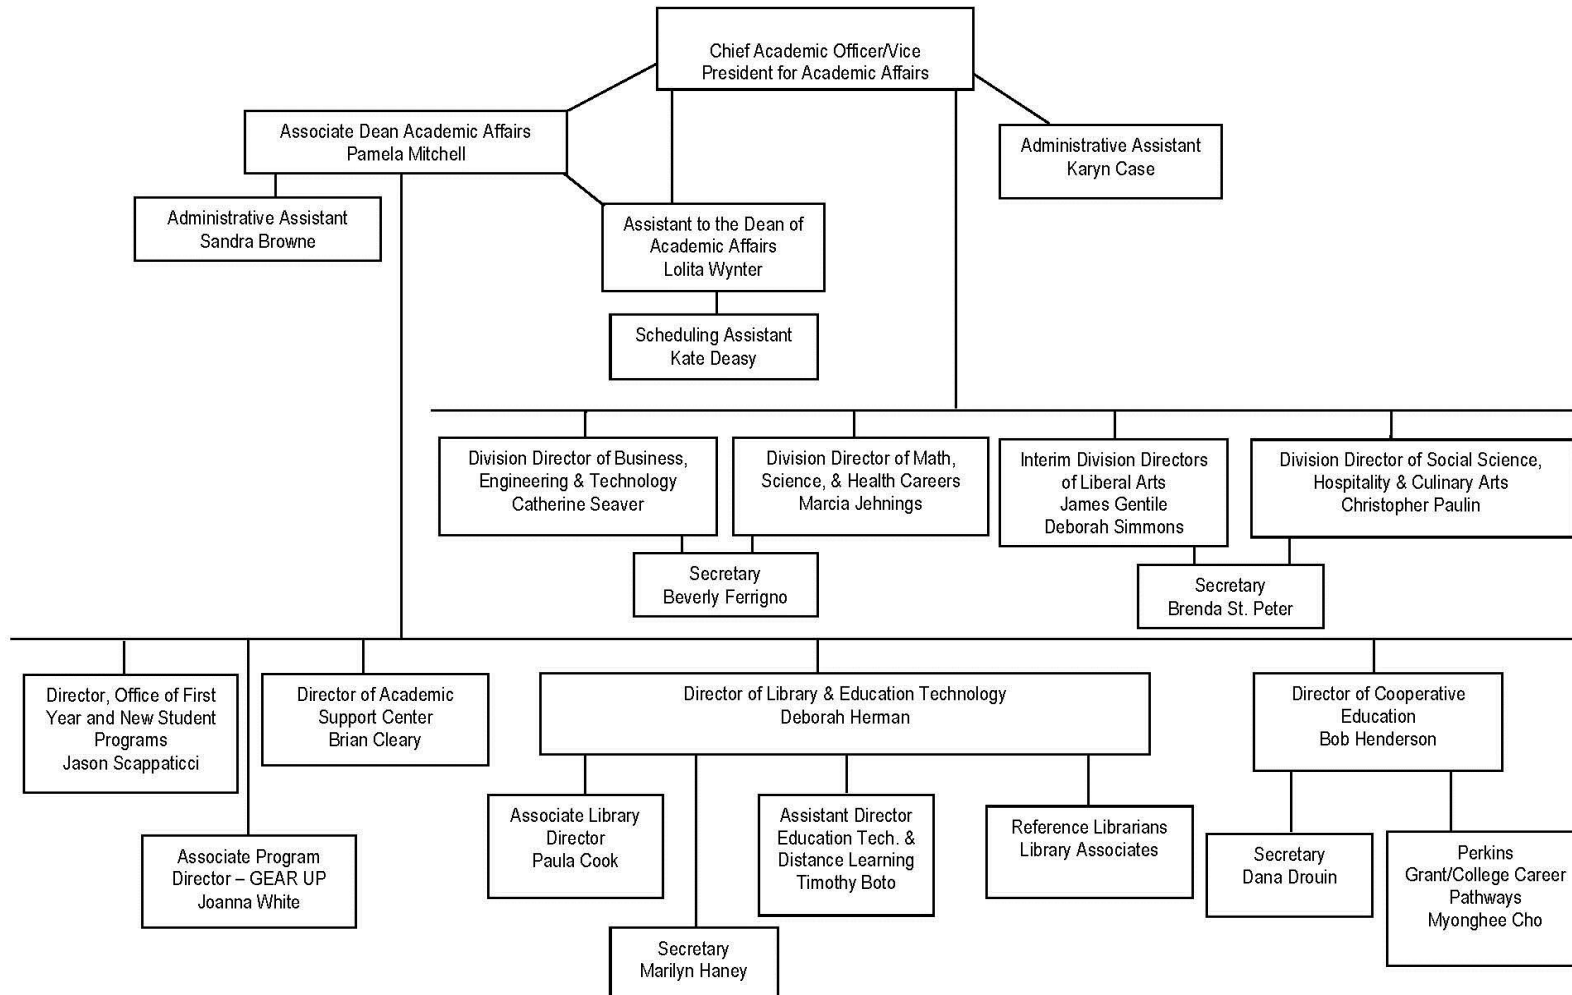 Chief Academic Officer/Vice
President for Academic Affairs
Associate Dean Academic Affairs
Pamela Mitchell
Administrative Assistant
Karyn Case
Administrative Assistant
Sandra Browne
Assistant to the Dean of
Academic Affairs
Lolita Wynter
Scheduling Assistant
Kate Deasy
Division Director of Business,
Engineering & Technology
Catherine Seaver
Division Director of Math,
Science, & Health Careers
Marcia Jehnings
Interim Division Directors
of Liberal Arts
James Gentile
Deborah Simmons
Division Director of Social Science,
Hospitality & Culinary Arts
Christopher Paulin
Secretary
Beverly Ferrigno
Secretary
Brenda St. Peter
Director, Office of First
Year and New Student
Programs
Jason Scappaticci
Director of Academic
Support Center
Brian Cleary
Director of Library & Education Technology
Deborah Herman
Director of Cooperative
Education
Bob Henderson
Associate Program
Director – GEAR UP
Joanna White
Associate Library
Director
Paula Cook
Assistant Director
Education Tech. &
Distance Learning
Timothy Boto
Reference Librarians
Library Associates
Secretary
Dana Drouin
Perkins
Grant/College Career
Pathways
Myonghee Cho
Secretary
Marilyn Haney